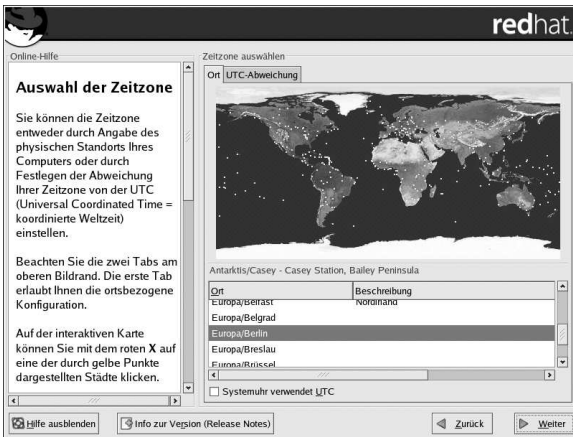 redhat.
Online-Hilfe
Auswahl der Zeitzone
Sie können die Zeitzone
entweder durch Angabe des
physischen Standorts Ihres
Computers oder durch
Festlegen der Abweichung
Ihrer Zeitzone von der UTC
(Universal Coordinated Time =
koordinierte Weltzeit)
einstellen.
Beachten Sie die zwei Tabs am
oberen Bildrand. Die erste Tab
erlaubt Ihnen die ortsbezogene
Konfiguration.
Auf der interaktiven Karte
können Sie mit dem roten X auf
eine der durch gelbe Punkte
dargestellten Städte klicken.
Zeitzone auswählen
Ort UTC-Abweichung
Antarktis/Casey - Casey Station, Bailey Peninsula
Ort Beschreibung
Europa/Belfast Nordirland
Europa/Belgrad
Europa/Berlin
Europa/Breslau
Europa/Brüssel
Systemuhr verwendet UTC
Hilfe ausblenden Info zur Version (Release Notes) Zurück Weiter